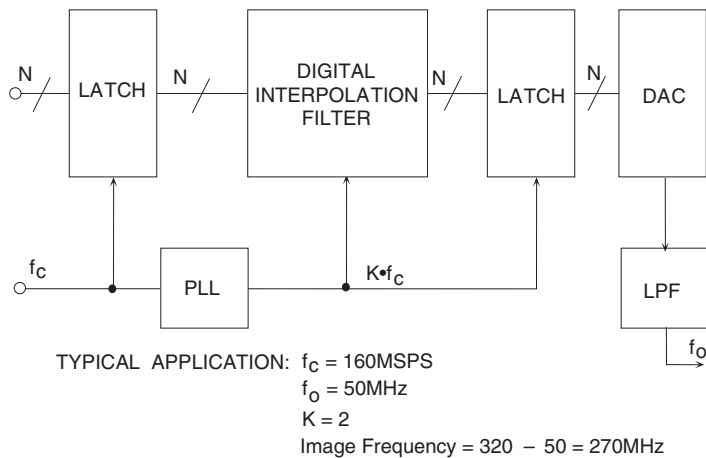 N
LATCH
N
DIGITAL
INTERPOLATION
FILTER
N
LATCH
N
DAC
fc
PLL
K•fc
LPF
fo
TYPICAL APPLICATION: fc = 160MSPS
fo = 50MHz
K = 2
Image Frequency = 320 – 50 = 270MHz